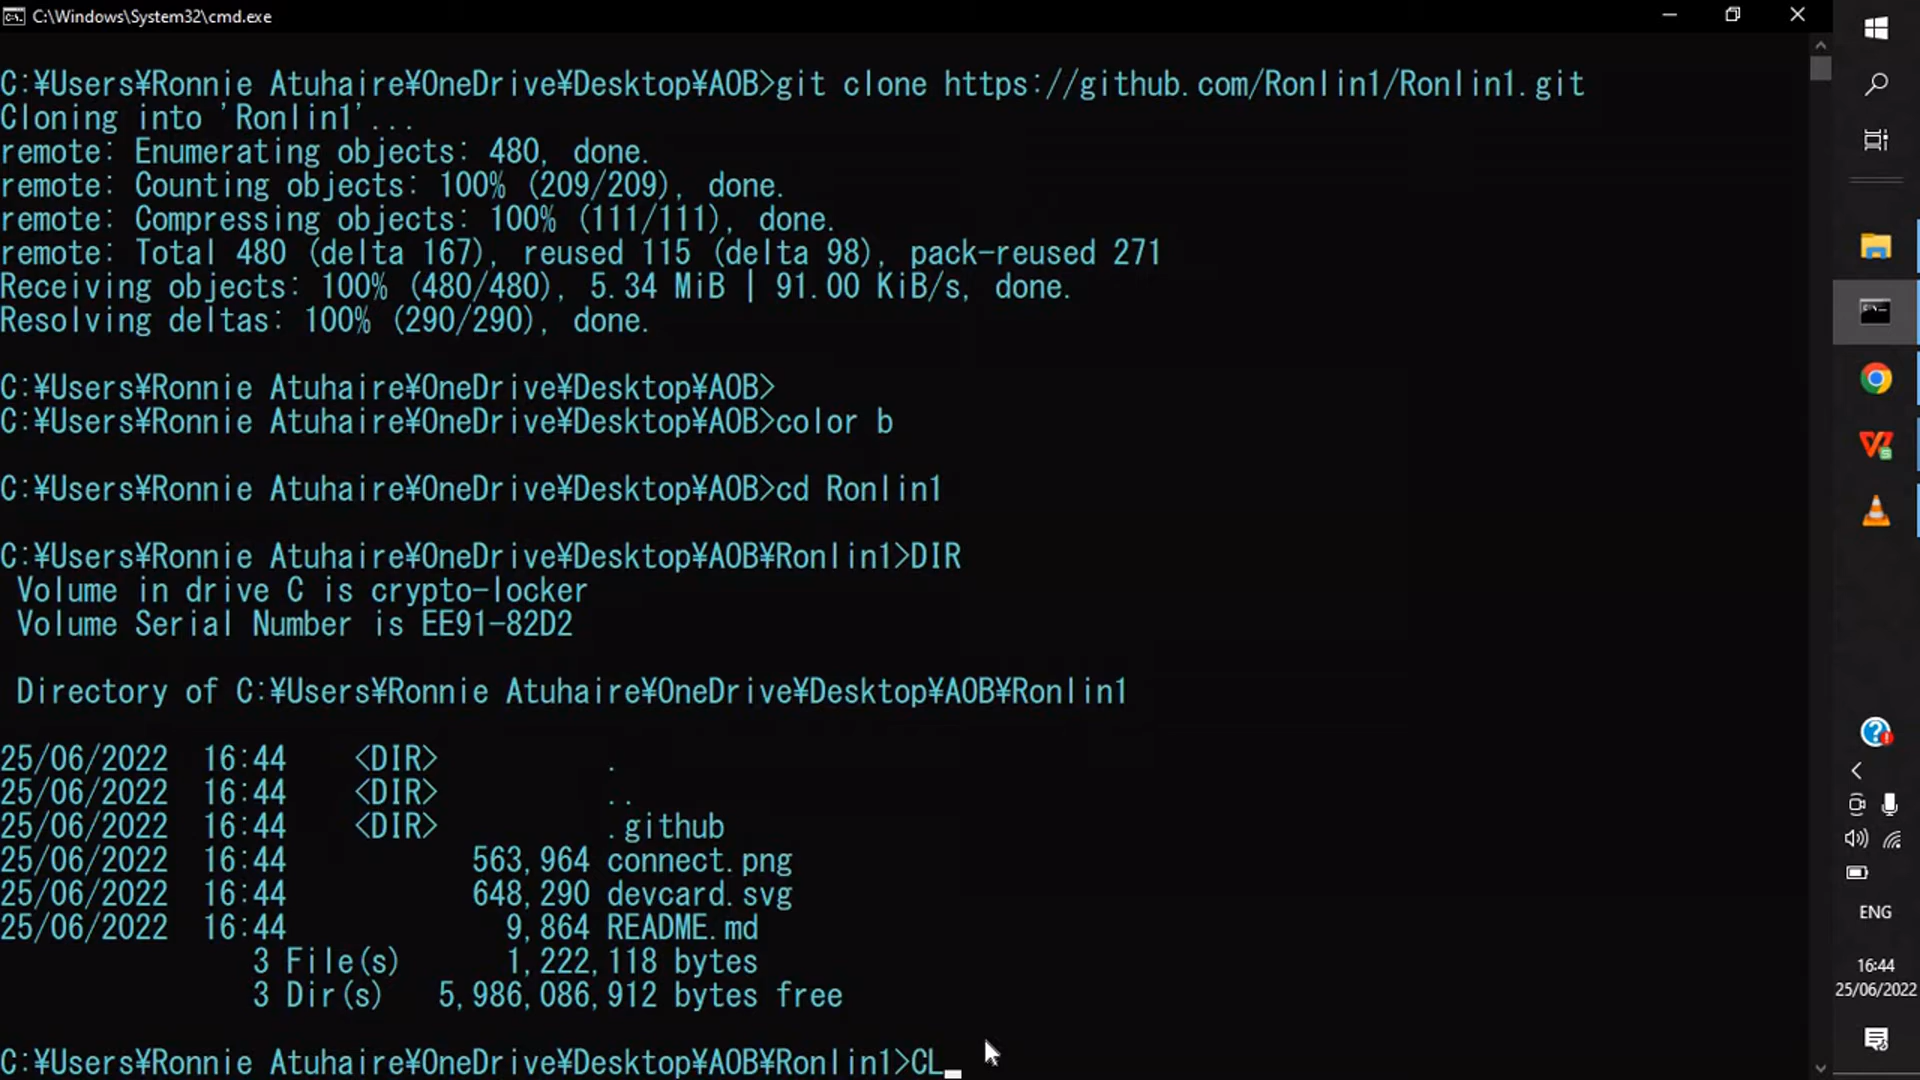 C:\Windows\System32\cmd.exe
C:¥Users¥Ronnie Atuhaire¥OneDrive¥Desktop¥AOB>git clone https://github.com/Ronlin1/Ronlin1.git
Cloning into 'Ronlin1'...
remote: Enumerating objects: 480, done.
remote: Counting objects: 100% (209/209), done.
remote: Compressing objects: 100% (111/111), done.
remote: Total 480 (delta 167), reused 115 (delta 98), pack-reused 271
Receiving objects: 100% (480/480), 5.34 MiB | 91.00 KiB/s, done.
Resolving deltas: 100% (290/290), done.
C:¥Users¥Ronnie Atuhaire¥OneDrive¥Desktop¥AOB>
C:¥Users¥Ronnie Atuhaire¥OneDrive¥Desktop¥AOB>color b
C:¥Users¥Ronnie Atuhaire¥OneDrive¥Desktop¥AOB>cd Ronlin1
C:¥Users¥Ronnie Atuhaire¥OneDrive¥Desktop¥AOB¥Ronlin1>DIR
Volume in drive C is crypto-locker
Volume Serial Number is EE91-82D2
Directory of C:¥Users¥Ronnie Atuhaire¥OneDrive¥Desktop¥AOB¥Ronlin1
25/06/2022 16:44 <DIR> .
25/06/2022 16:44 <DIR> ..
25/06/2022 16:44 <DIR> .github
25/06/2022 16:44 563,964 connect.png
25/06/2022 16:44 648,290 devcard.svg
25/06/2022 16:44 9,864 README.md
3 File(s) 1,222,118 bytes
3 Dir(s) 5,986,086,912 bytes free
C:¥Users¥Ronnie Atuhaire¥OneDrive¥Desktop¥AOB¥Ronlin1>CL_
ENG
16:44
25/06/2022